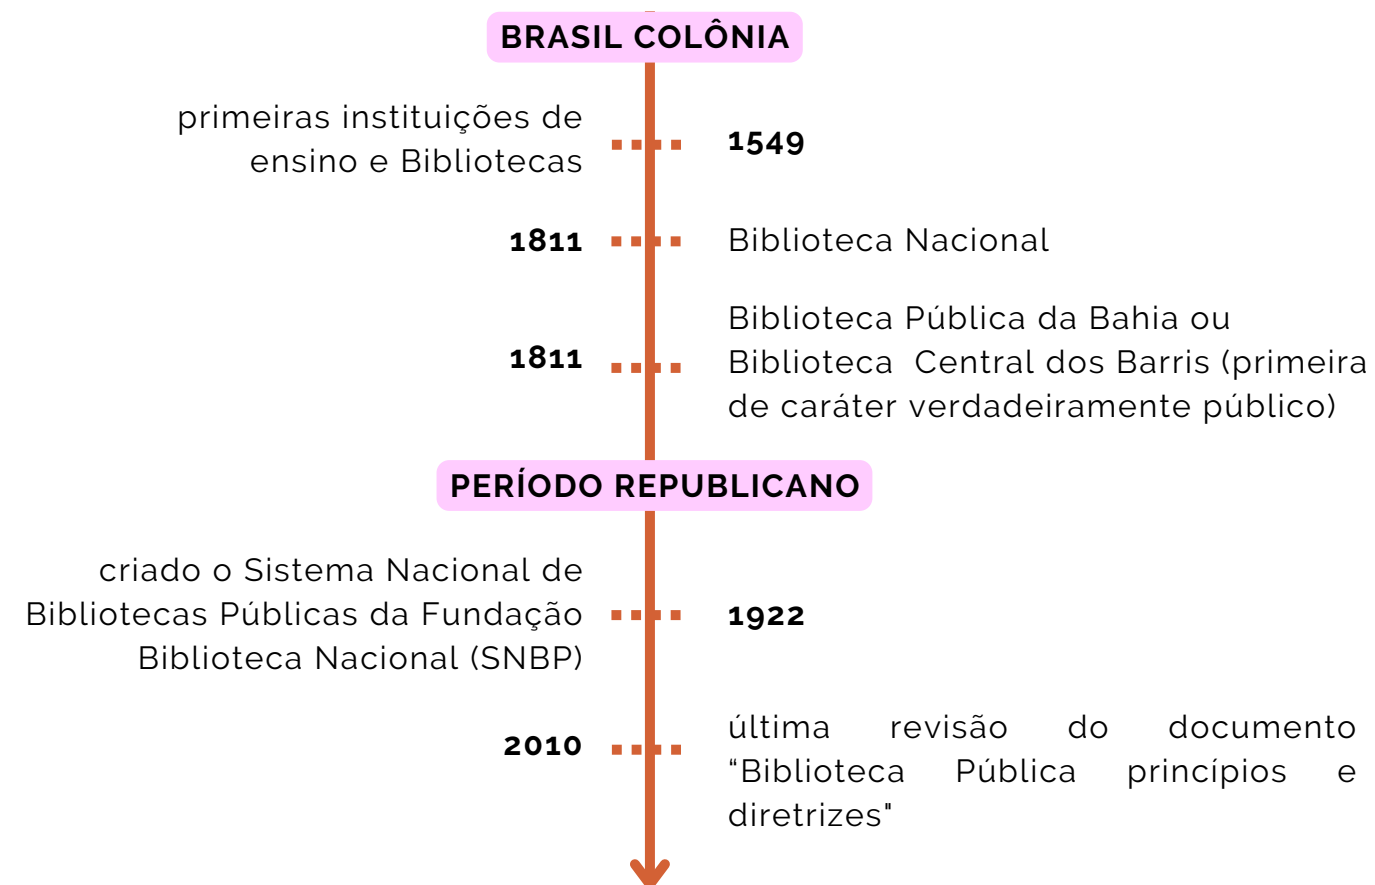 BRASIL COLÔNIA
primeiras instituições de
ensino e Bibliotecas
1549
1811
Biblioteca Nacional
1811
Biblioteca Pública da Bahia ou
Biblioteca Central dos Barris (primeira
de caráter verdadeiramente público)
PERÍODO REPUBLICANO
criado o Sistema Nacional de
Bibliotecas Públicas da Fundação
Biblioteca Nacional (SNBP)
1922
2010
última revisão do documento
“Biblioteca Pública princípios e
diretrizes"